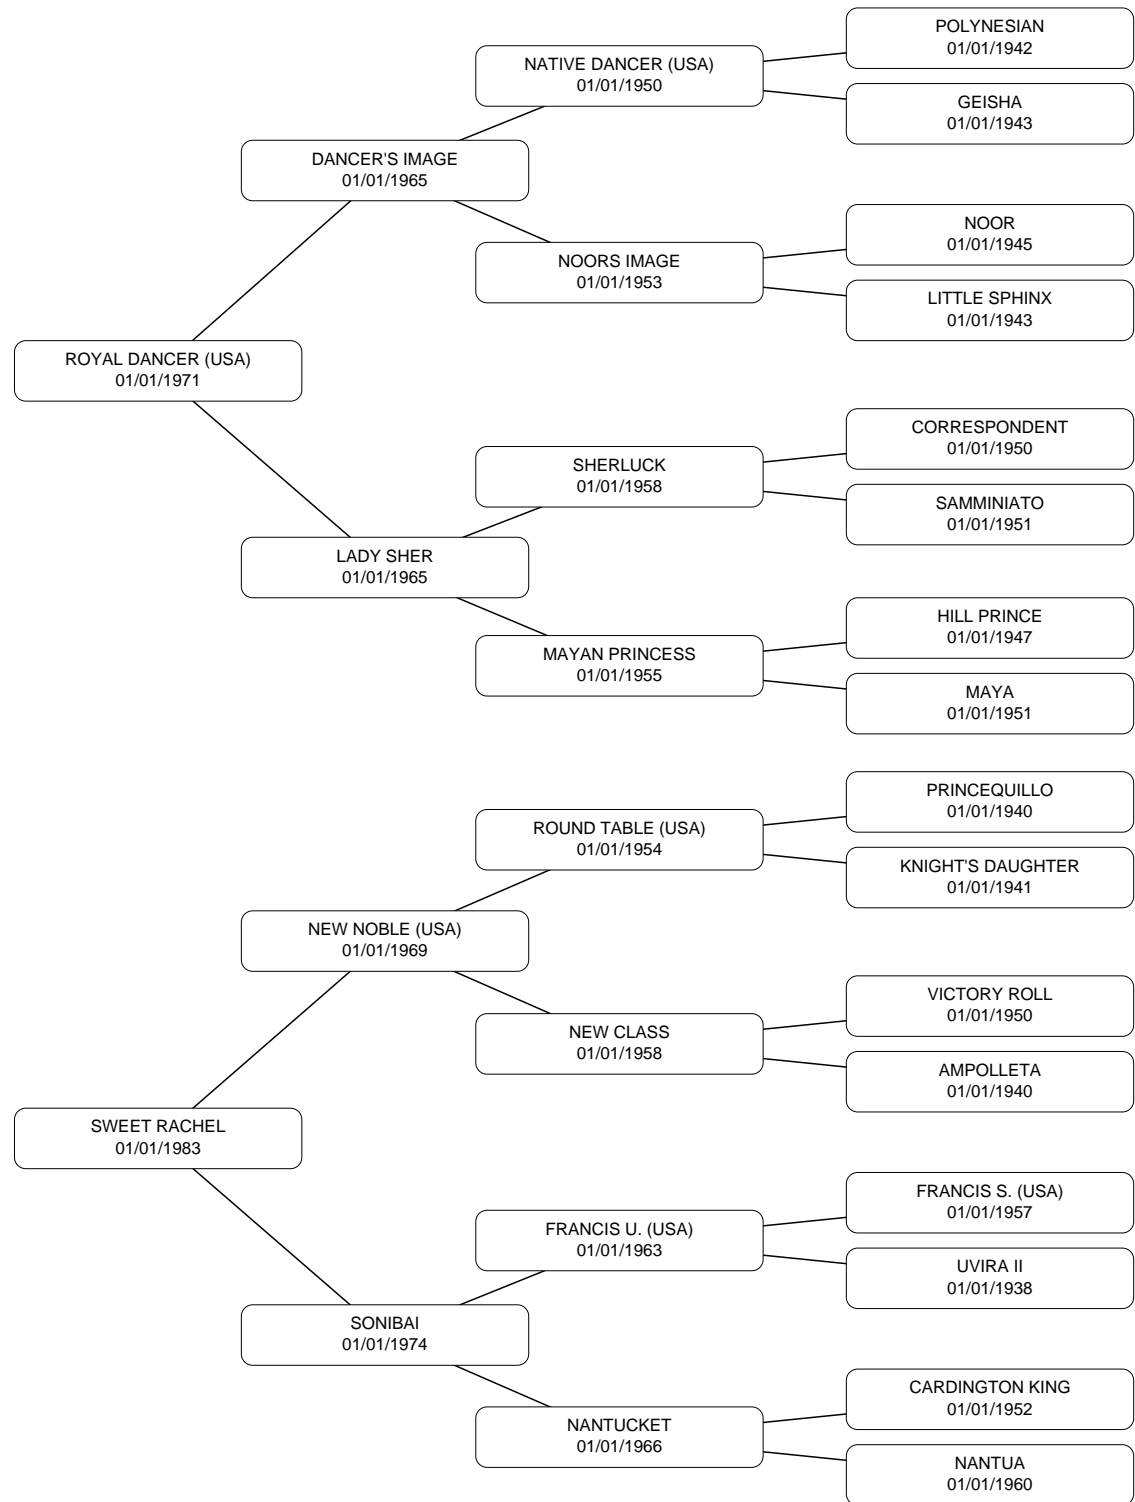 POLYNESIAN
01/01/1942
NATIVE DANCER (USA)
01/01/1950
GEISHA
01/01/1943
DANCER'S IMAGE
01/01/1965
NOOR
01/01/1945
NOORS IMAGE
01/01/1953
LITTLE SPHINX
01/01/1943
ROYAL DANCER (USA)
01/01/1971
CORRESPONDENT
01/01/1950
SHERLUCK
01/01/1958
SAMMINIATO
01/01/1951
LADY SHER
01/01/1965
HILL PRINCE
01/01/1947
MAYAN PRINCESS
01/01/1955
MAYA
01/01/1951
PRINCEQUILLO
01/01/1940
ROUND TABLE (USA)
01/01/1954
KNIGHT'S DAUGHTER
01/01/1941
NEW NOBLE (USA)
01/01/1969
VICTORY ROLL
01/01/1950
NEW CLASS
01/01/1958
AMPOLLETA
01/01/1940
SWEET RACHEL
01/01/1983
FRANCIS S. (USA)
01/01/1957
FRANCIS U. (USA)
01/01/1963
UVIRA II
01/01/1938
SONIBAI
01/01/1974
CARDINGTON KING
01/01/1952
NANTUCKET
01/01/1966
NANTUA
01/01/1960